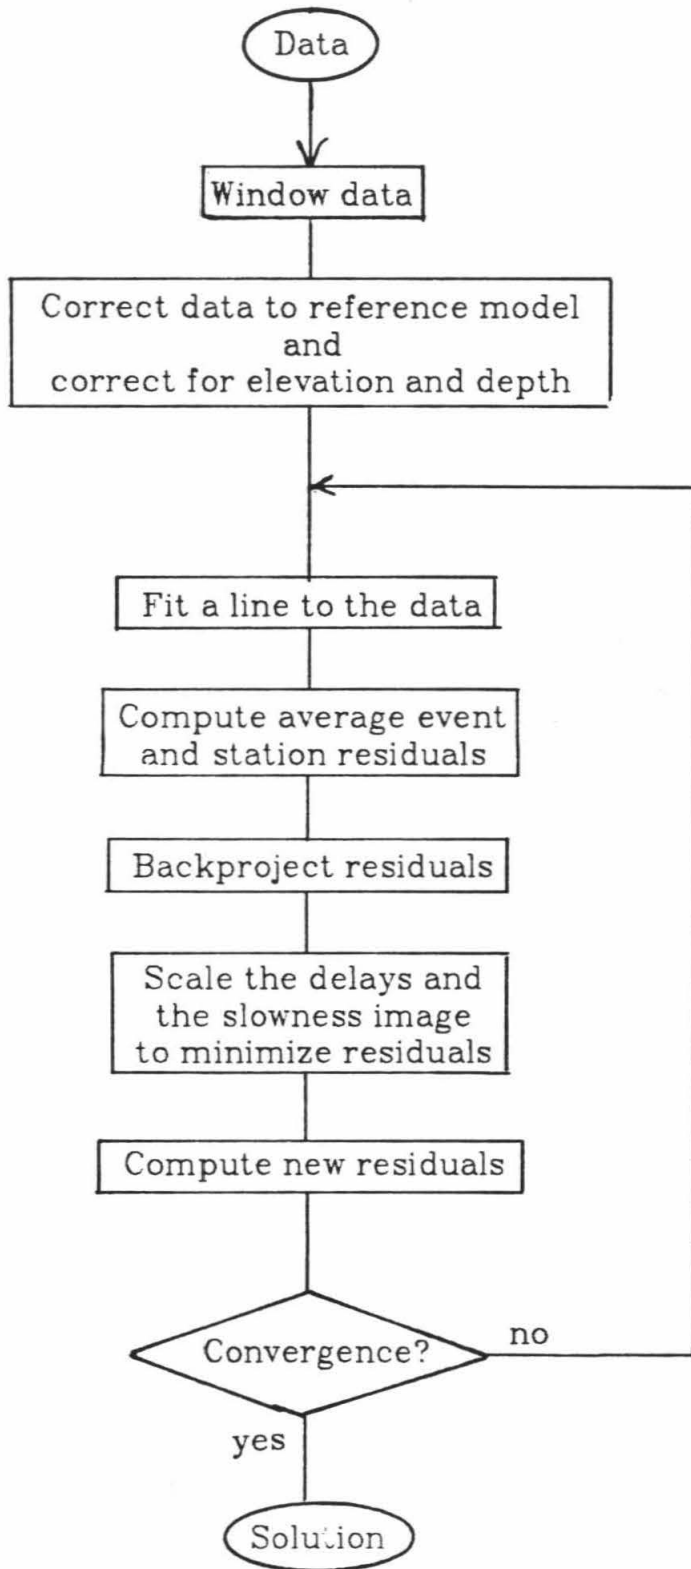 Data
Window data
Correct data to reference model
and
correct for elevation and depth
Fit a line to the data
Compute average event
and station residuals
Backproject residuals
Scale the delays and
the slowness image
to minimize residuals
Compute new residuals
Convergence?
no
yes
Solution